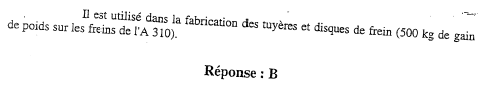 Il est utilisé dans la fabrication des tuyères et disques de frein (500 kg de gain
de poids sur les freins de l'A 310).
Réponse : B